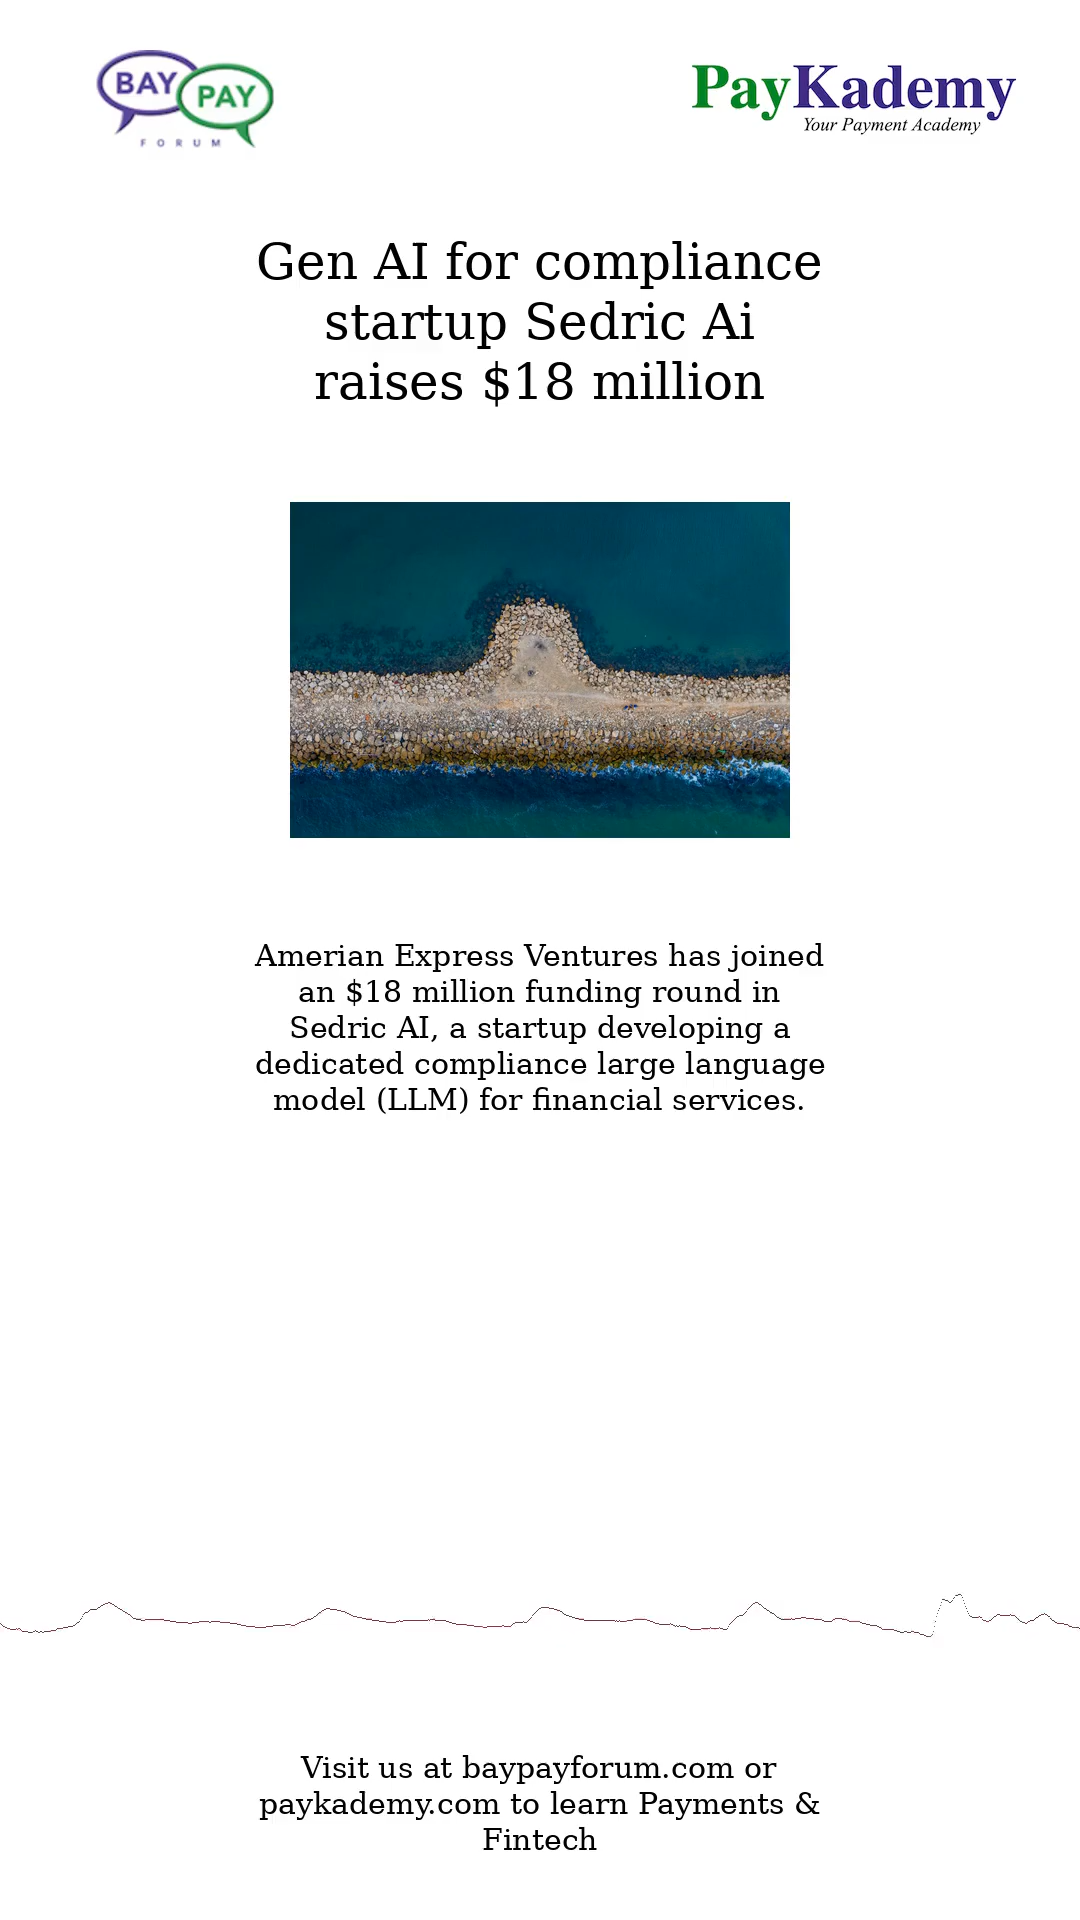 BAY PAY
FORUM
PayKademy
Your Payment Academy
Gen AI for compliance
startup Sedric Ai
raises $18 million
Amerian Express Ventures has joined
an $18 million funding round in
Sedric AI, a startup developing a
dedicated compliance large language
model (LLM) for financial services.
Visit us at baypayforum.com or
paykademy.com to learn Payments &
Fintech